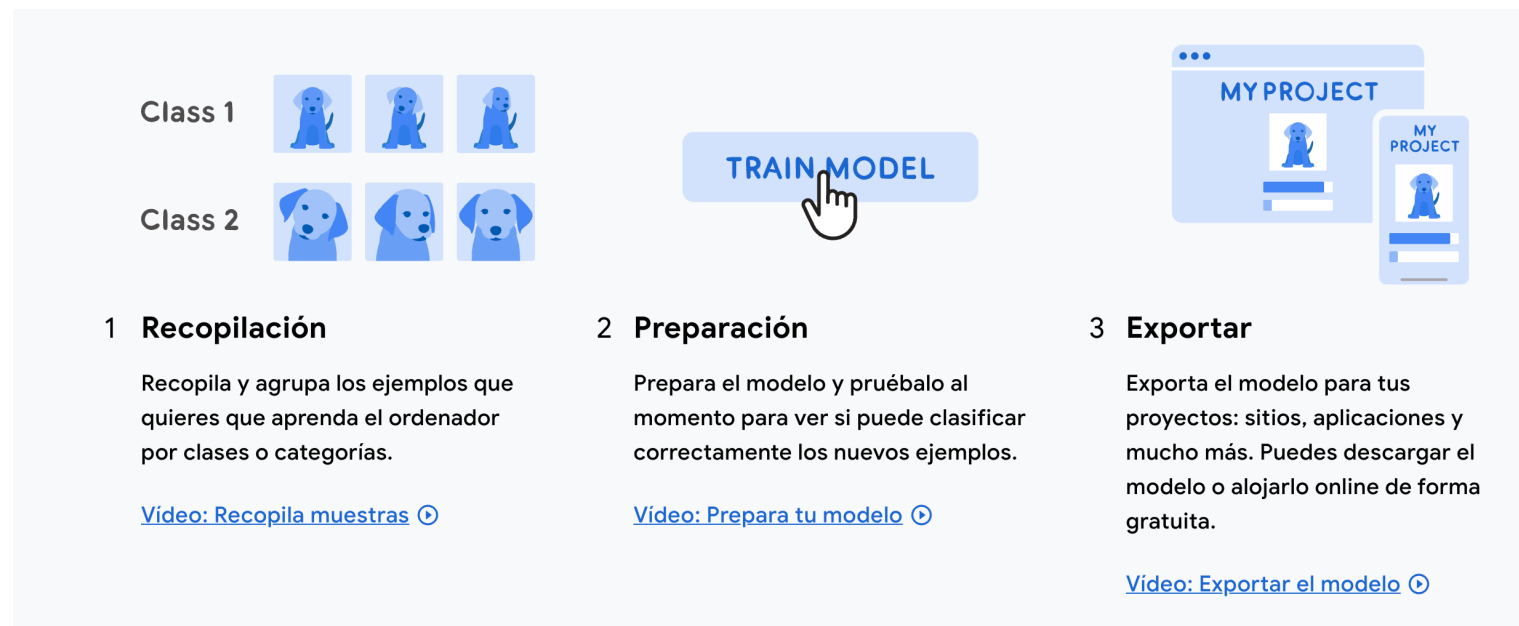 Class 1
Class 2
TRAIN MODEL
MY PROJECT
MY
PROJECT
1 Recopilación
Recopila y agrupa los ejemplos que
quieres que aprenda el ordenador
por clases o categorías.
Vídeo: Recopila muestras
2 Preparación
Prepara el modelo y pruébalo al
momento para ver si puede clasificar
correctamente los nuevos ejemplos.
Vídeo: Prepara tu modelo
3 Exportar
Exporta el modelo para tus
proyectos: sitios, aplicaciones y
mucho más. Puedes descargar el
modelo o alojarlo online de forma
gratuita.
Vídeo: Exportar el modelo